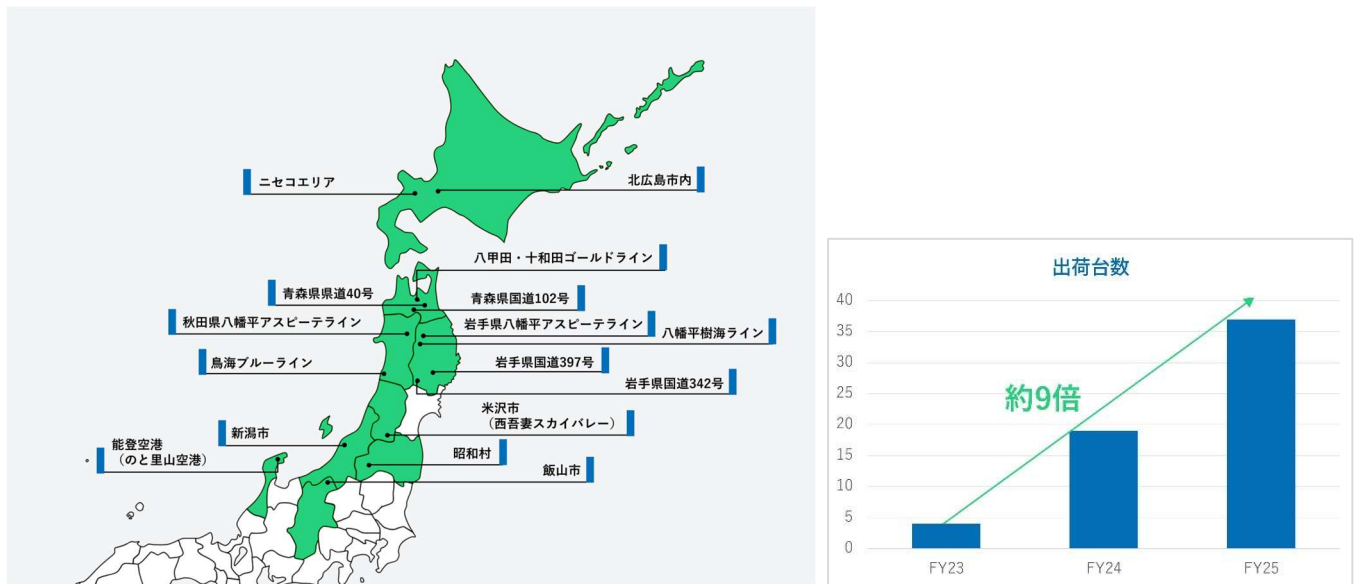 ニセコエリア
北広島市内
八甲田・十和田ゴールドライン
青森県県道40号
青森県国道102号
秋田県八幡平アスピーテライン
岩手県八幡平アスピーテライン
八幡平樹海ライン
鳥海ブルーライン
岩手県国道397号
岩手県国道342号
米沢市
（西吾妻スカイバレー）
新潟市
昭和村
能登空港
（のと里山空港）
飯山市
出荷台数
40
35
30
25
20
15
10
5
0
約9倍
FY23
FY24
FY25